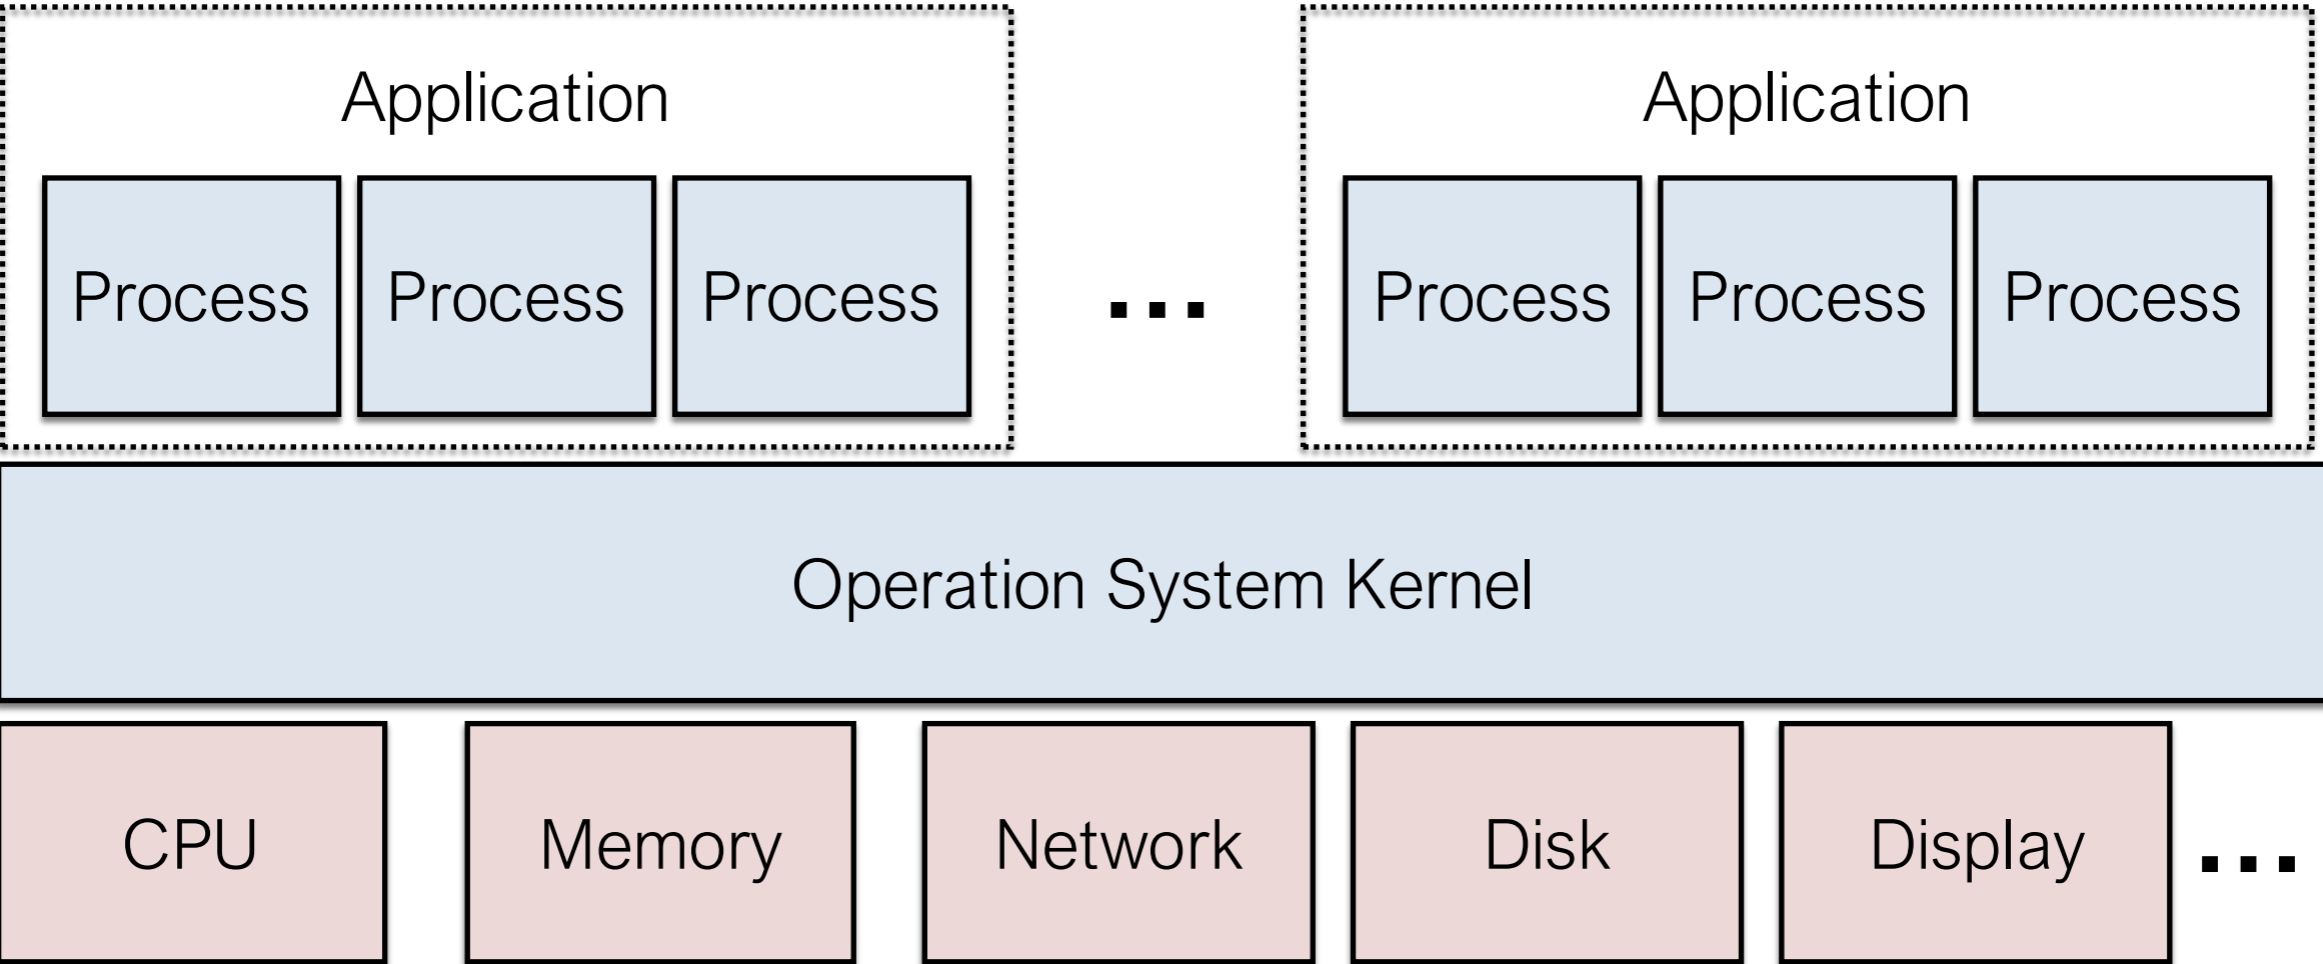 Application
Application
Process Process Process ... Process Process Process
Operation System Kernel
CPU Memory Network Disk Display ...